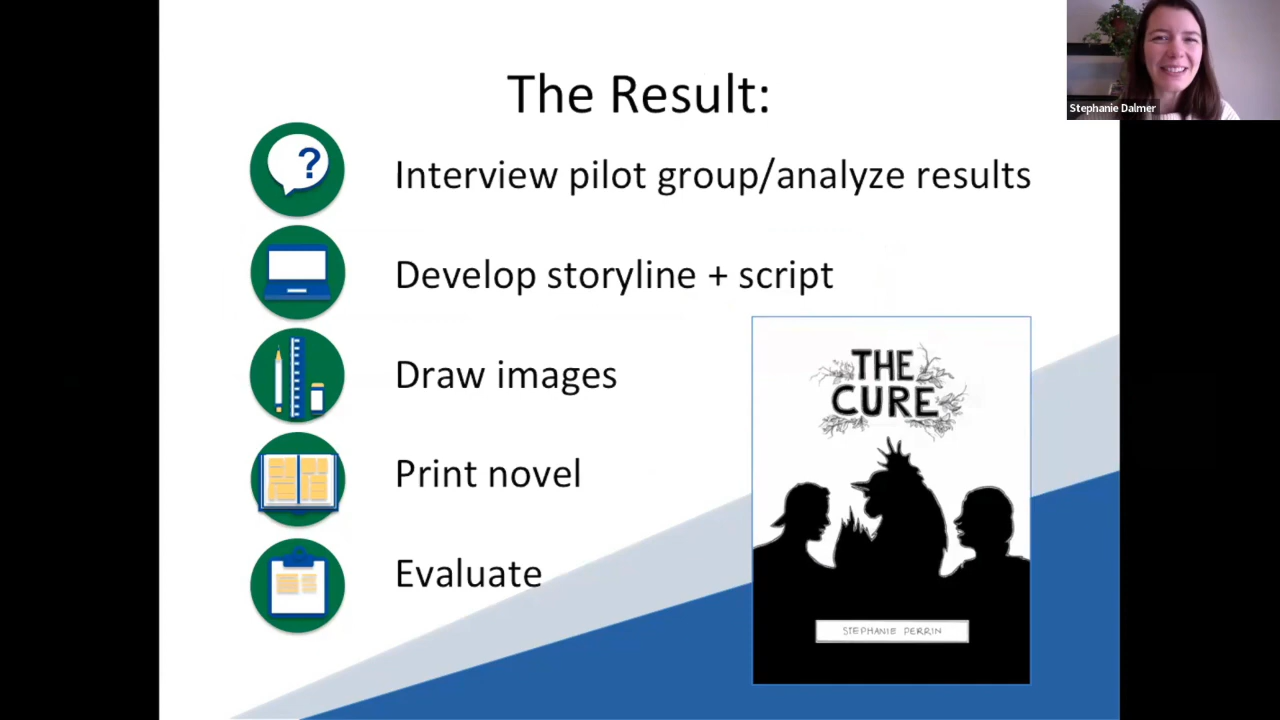 The Result:
Stephanie Dalmer
?
Interview pilot group/analyze results
Develop storyline + script
Draw images
Print novel
Evaluate
THE
CURE
STEPHANIE PERRIN